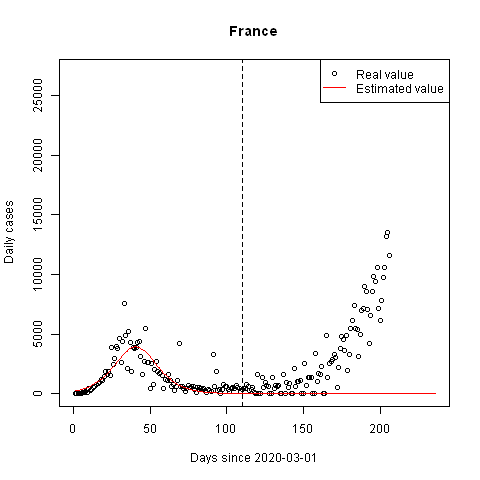 France
Real value
Estimated value
Daily cases
25000
20000
15000
10000
5000
0
0 50 100 150 200
Days since 2020-03-01